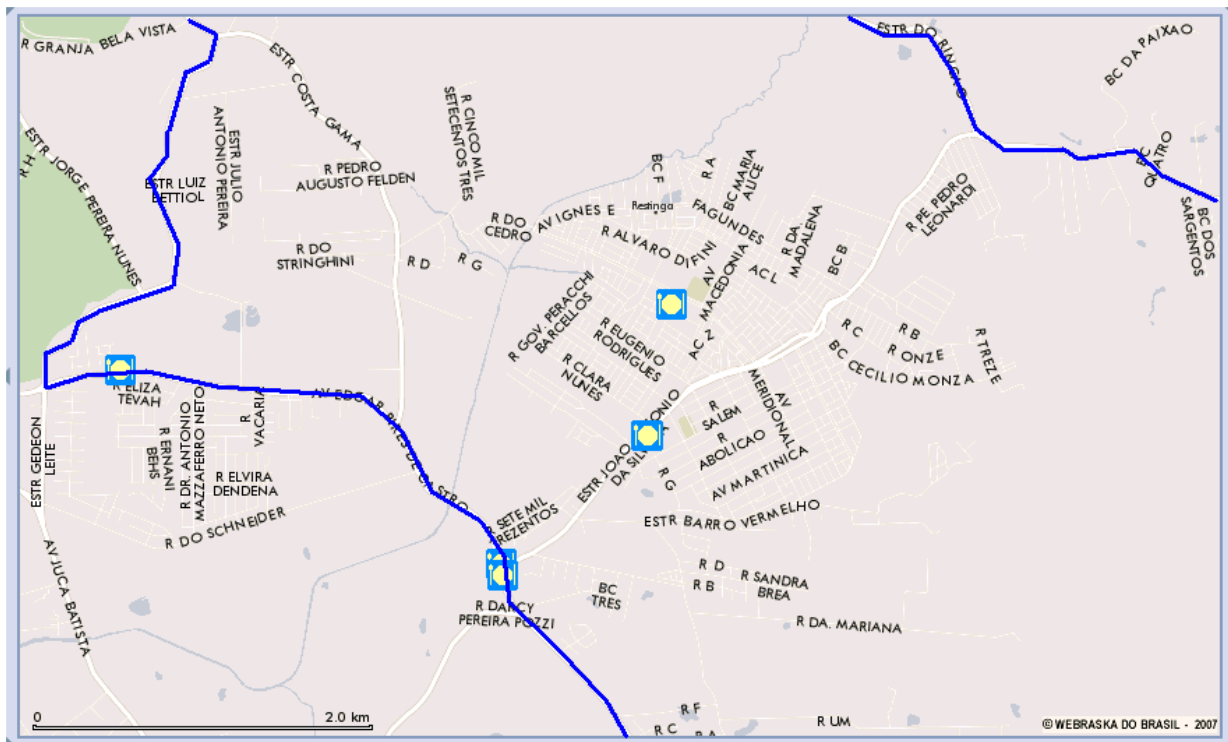 R GRANJA BELA VISTA
ESTR COSTA GAMA
ESTR DO RINCAO
BC DA PAIXAO
ESTR JORGE PEREIRA NUNES
R H
ESTR JULIO
ANTONIO PEREIRA
R CINCO MIL
SETECENTOS TRES
ESTR LUIZ
BETTIOL
R PEDRO
AUGUSTO FELDEN
BC F
R A
BC MARIA
ALICE
BC
QUATRO
R PE. PEDRO
LEONARDI
BC DOS
SARGENTOS
Restinga
R DO
CEDRO
AV IGNES E
FAGUNDES
R ALVARO DIFINI
R DA.
MADALENA
BC B
R DO
STRINGHINI
R D
R G
AV
MACEDONIA
AC L
R GOV. PERACCHI
BARCELLOS
R EUGENIO
RODRIGUES
AC Z
R C
R B
R ONZE
R TREZE
BC CECILIO MONZA
R CLARA
NUNES
R ELIZA
TEVAH
AV EDGAR PIRES DE CASTRO
AV
MERIDIONAL
R
SALEM
R
ABOLICAO
AV MARTINICA
ESTR GEDEON
LEITE
R ERNANI
BEHS
R DR. ANTONIO
MAZZAFERRO NETO
R
VACARIA
R ELVIRA
DENDENA
R DO SCHNEIDER
ESTR JOAO ANTONIO
DA SIL
R G
ESTR BARRO VERMELHO
R SETE MIL
TREZENTOS
AV JUCA BATISTA
BC
TRES
R D
R B
R SANDRA
BREA
R DARCY
PEREIRA POZZI
R DA. MARIANA
R F
R C
R A
R UM
0
2.0 km
© WEBRASKA DO BRASIL - 2007